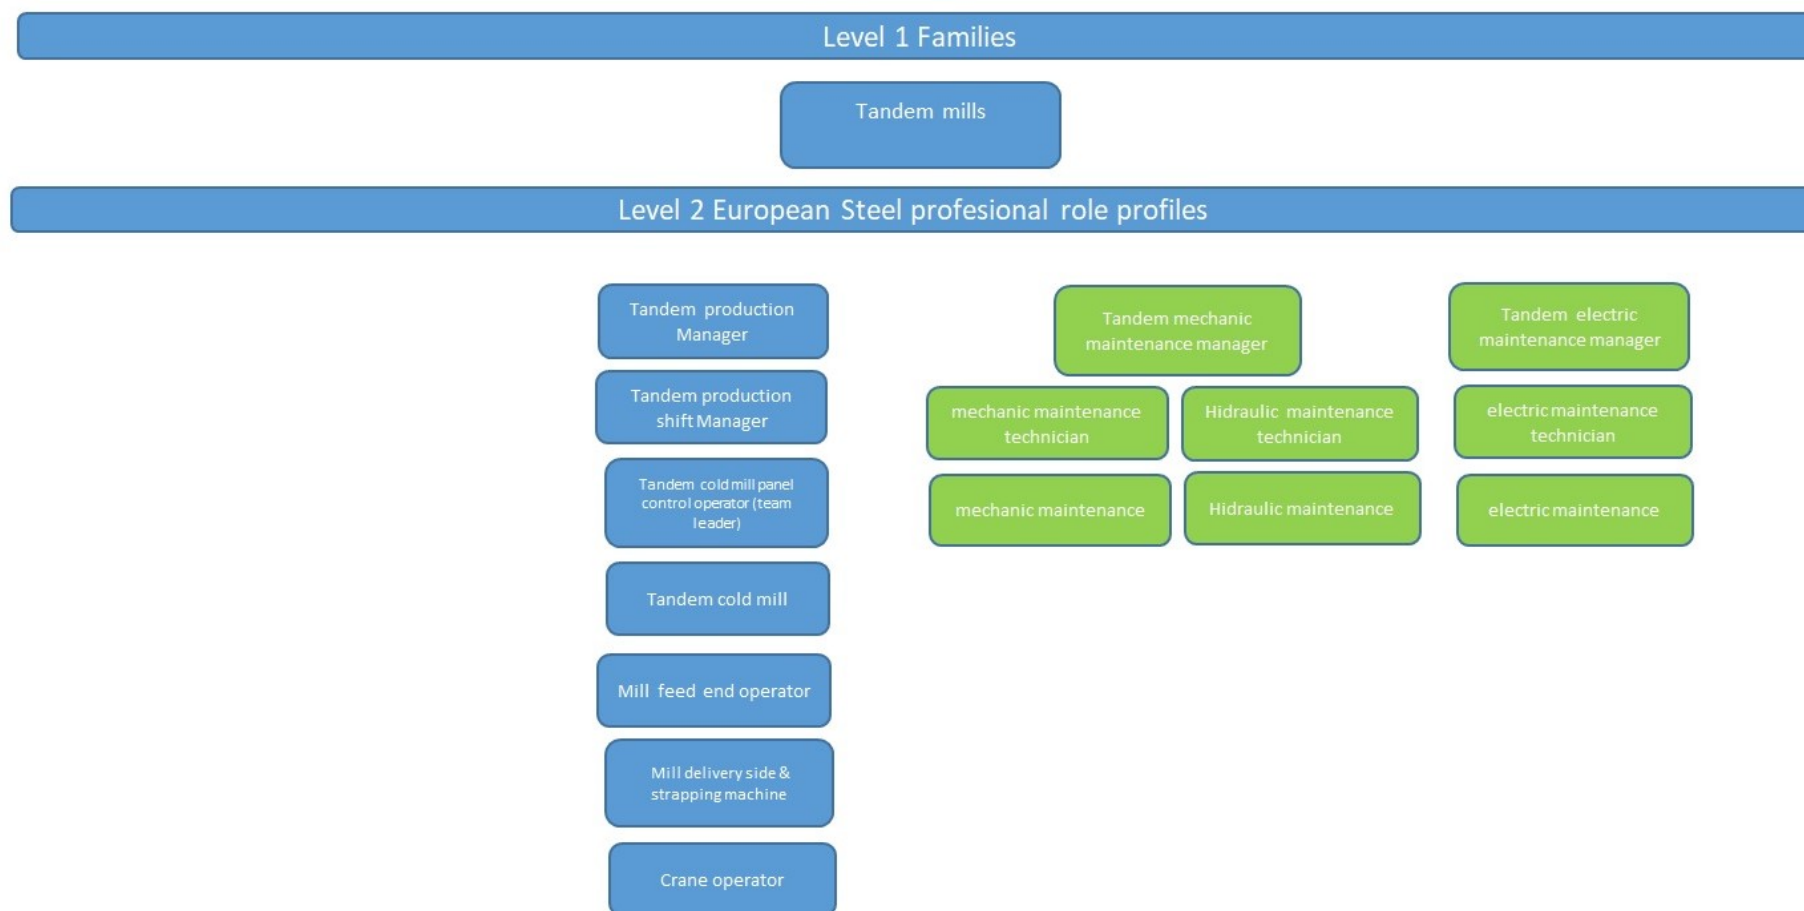 Level 1 Families
Tandem mills
Level 2 European Steel profesional role profiles
Tandem production
Manager
Tandem production
shift Manager
Tandem cold mill panel
control operator (team
leader)
Tandem cold mill
Mill feed end operator
Mill delivery side &
strapping machine
Crane operator
Tandem mechanic
maintenance manager
mechanic maintenance
technician
Hidraulic maintenance
technician
mechanic maintenance
Hidraulic maintenance
Tandem electric
maintenance manager
electric maintenance
technician
electric maintenance